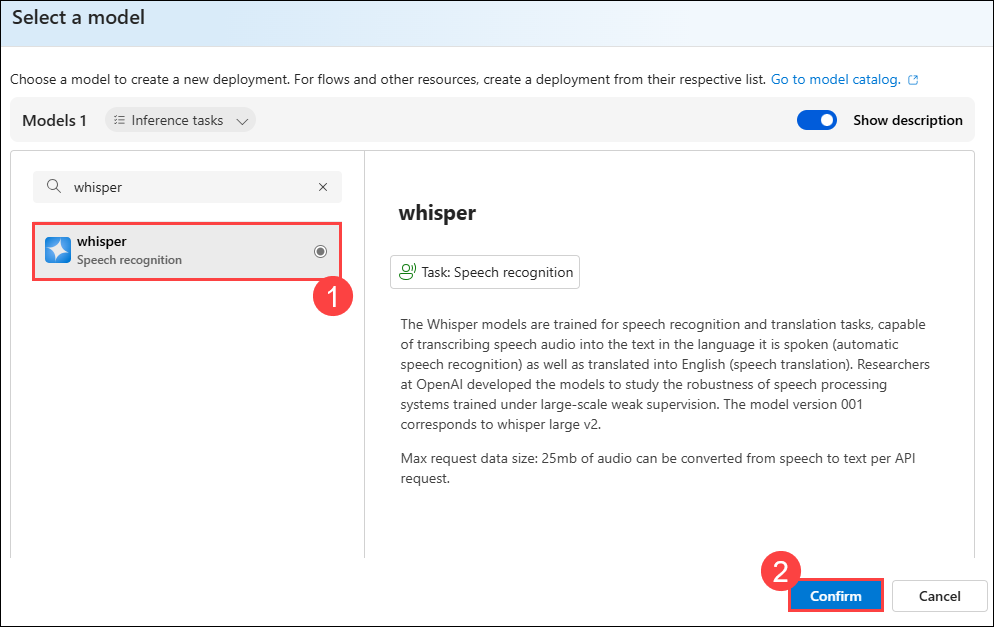 Select a model
Choose a model to create a new deployment. For flows and other resources, create a deployment from their respective list. Go to model catalog.
Models 1 Inference tasks Show description
whisper
whisper
Speech recognition
1
whisper
Task: Speech recognition
The Whisper models are trained for speech recognition and translation tasks, capable
of transcribing speech audio into the text in the language it is spoken (automatic
speech recognition) as well as translated into English (speech translation). Researchers
at OpenAI developed the models to study the robustness of speech processing
systems trained under large-scale weak supervision. The model version 001
corresponds to whisper large v2.
Max request data size: 25mb of audio can be converted from speech to text per API
request.
2
Confirm Cancel